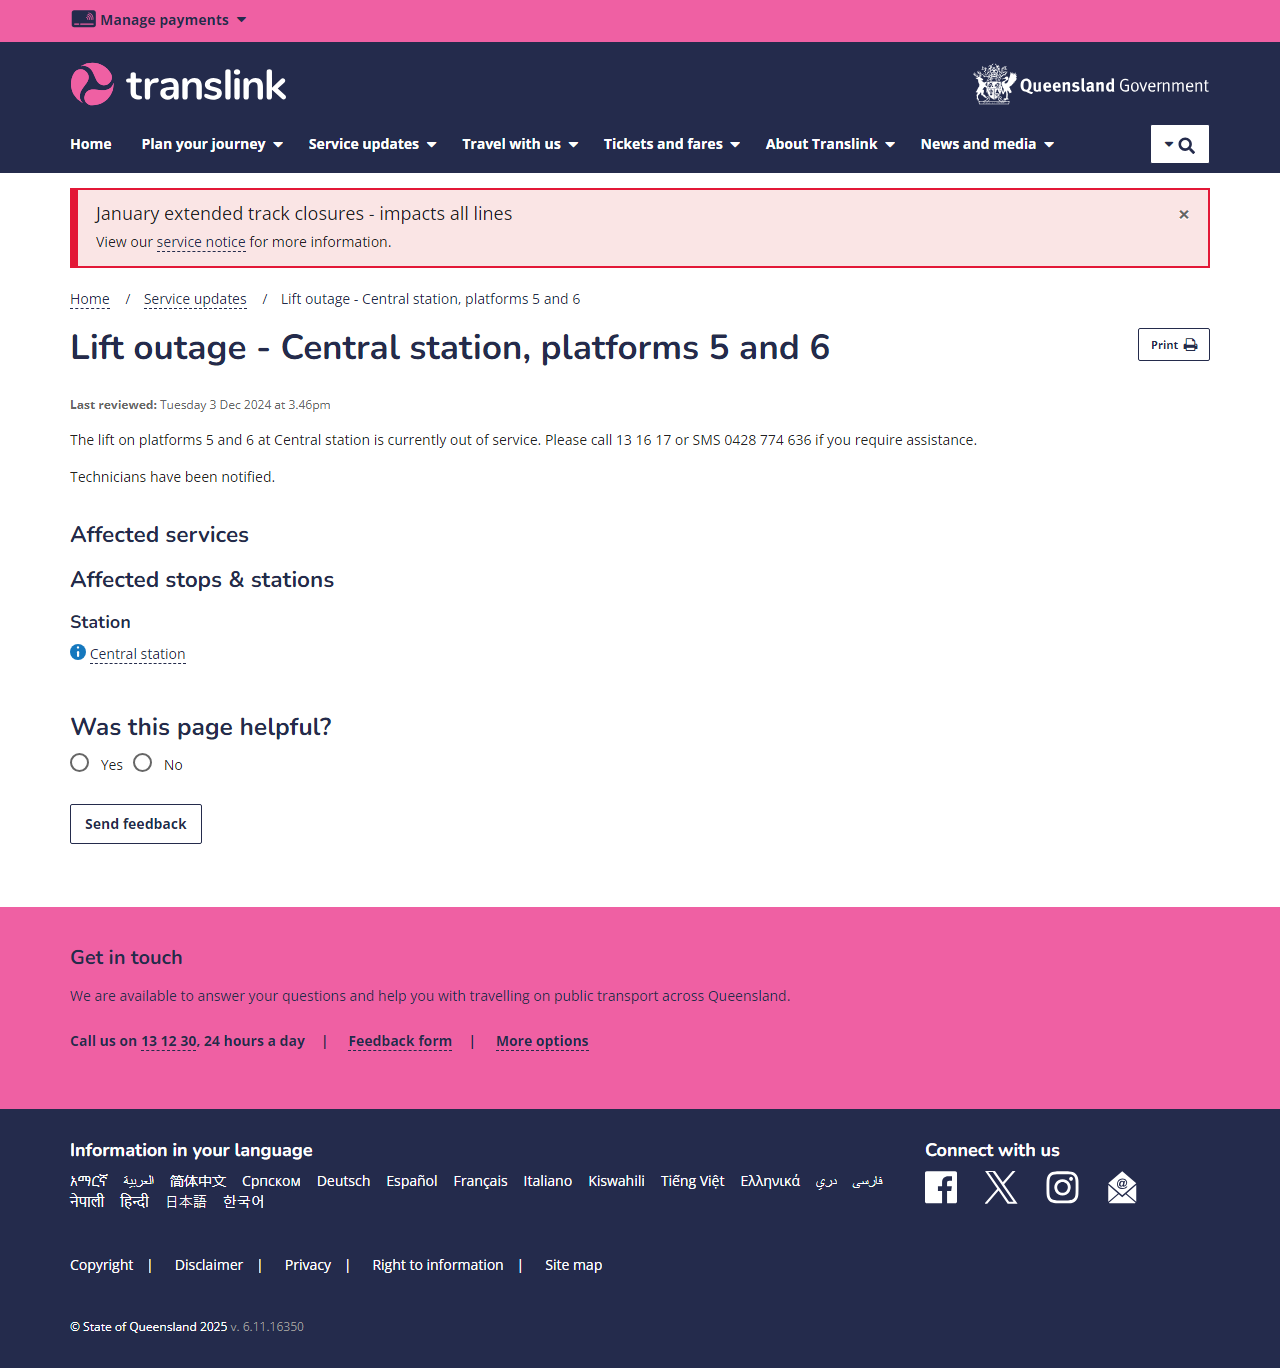 Manage payments
translink
Queensland Government
Home Plan your journey Service updates Travel with us Tickets and fares About Translink News and media
January extended track closures - impacts all lines ×
View our service notice for more information.
Home / Service updates / Lift outage - Central station, platforms 5 and 6
Lift outage - Central station, platforms 5 and 6
Print
Last reviewed: Tuesday 3 Dec 2024 at 3.46pm
The lift on platforms 5 and 6 at Central station is currently out of service. Please call 13 16 17 or SMS 0428 774 636 if you require assistance.
Technicians have been notified.
Affected services
Affected stops & stations
Station
Central station
Was this page helpful?
Yes No
Send feedback
Get in touch
We are available to answer your questions and help you with travelling on public transport across Queensland.
Call us on 13 12 30, 24 hours a day | Feedback form | More options
Information in your language
አማርኛ العربية 简体中文 Српском Deutsch Español Français Italiano Kiswahili Tiếng Việt Ελληνικά دري فارسی
नेपाली हिन्दी 日本語 한국어
Connect with us
Copyright | Disclaimer | Privacy | Right to information | Site map
© State of Queensland 2025 v. 6.11.16350